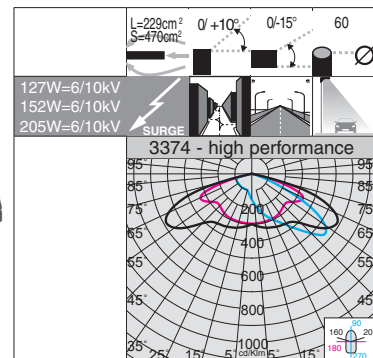 L=229cm²
S=470cm²
0/ +10°
0/-15°
60
127W=6/10kV
152W=6/10kV
205W=6/10kV
SURGE
3374 - high performance
95° 95°
85° 85°
75° 75°
65° 65°
55° 55°
45° 45°
35° 35°
200
400
600
800
1000
cd/Klm
25° 15° 5° 5° 15°
90
160 20
180
270